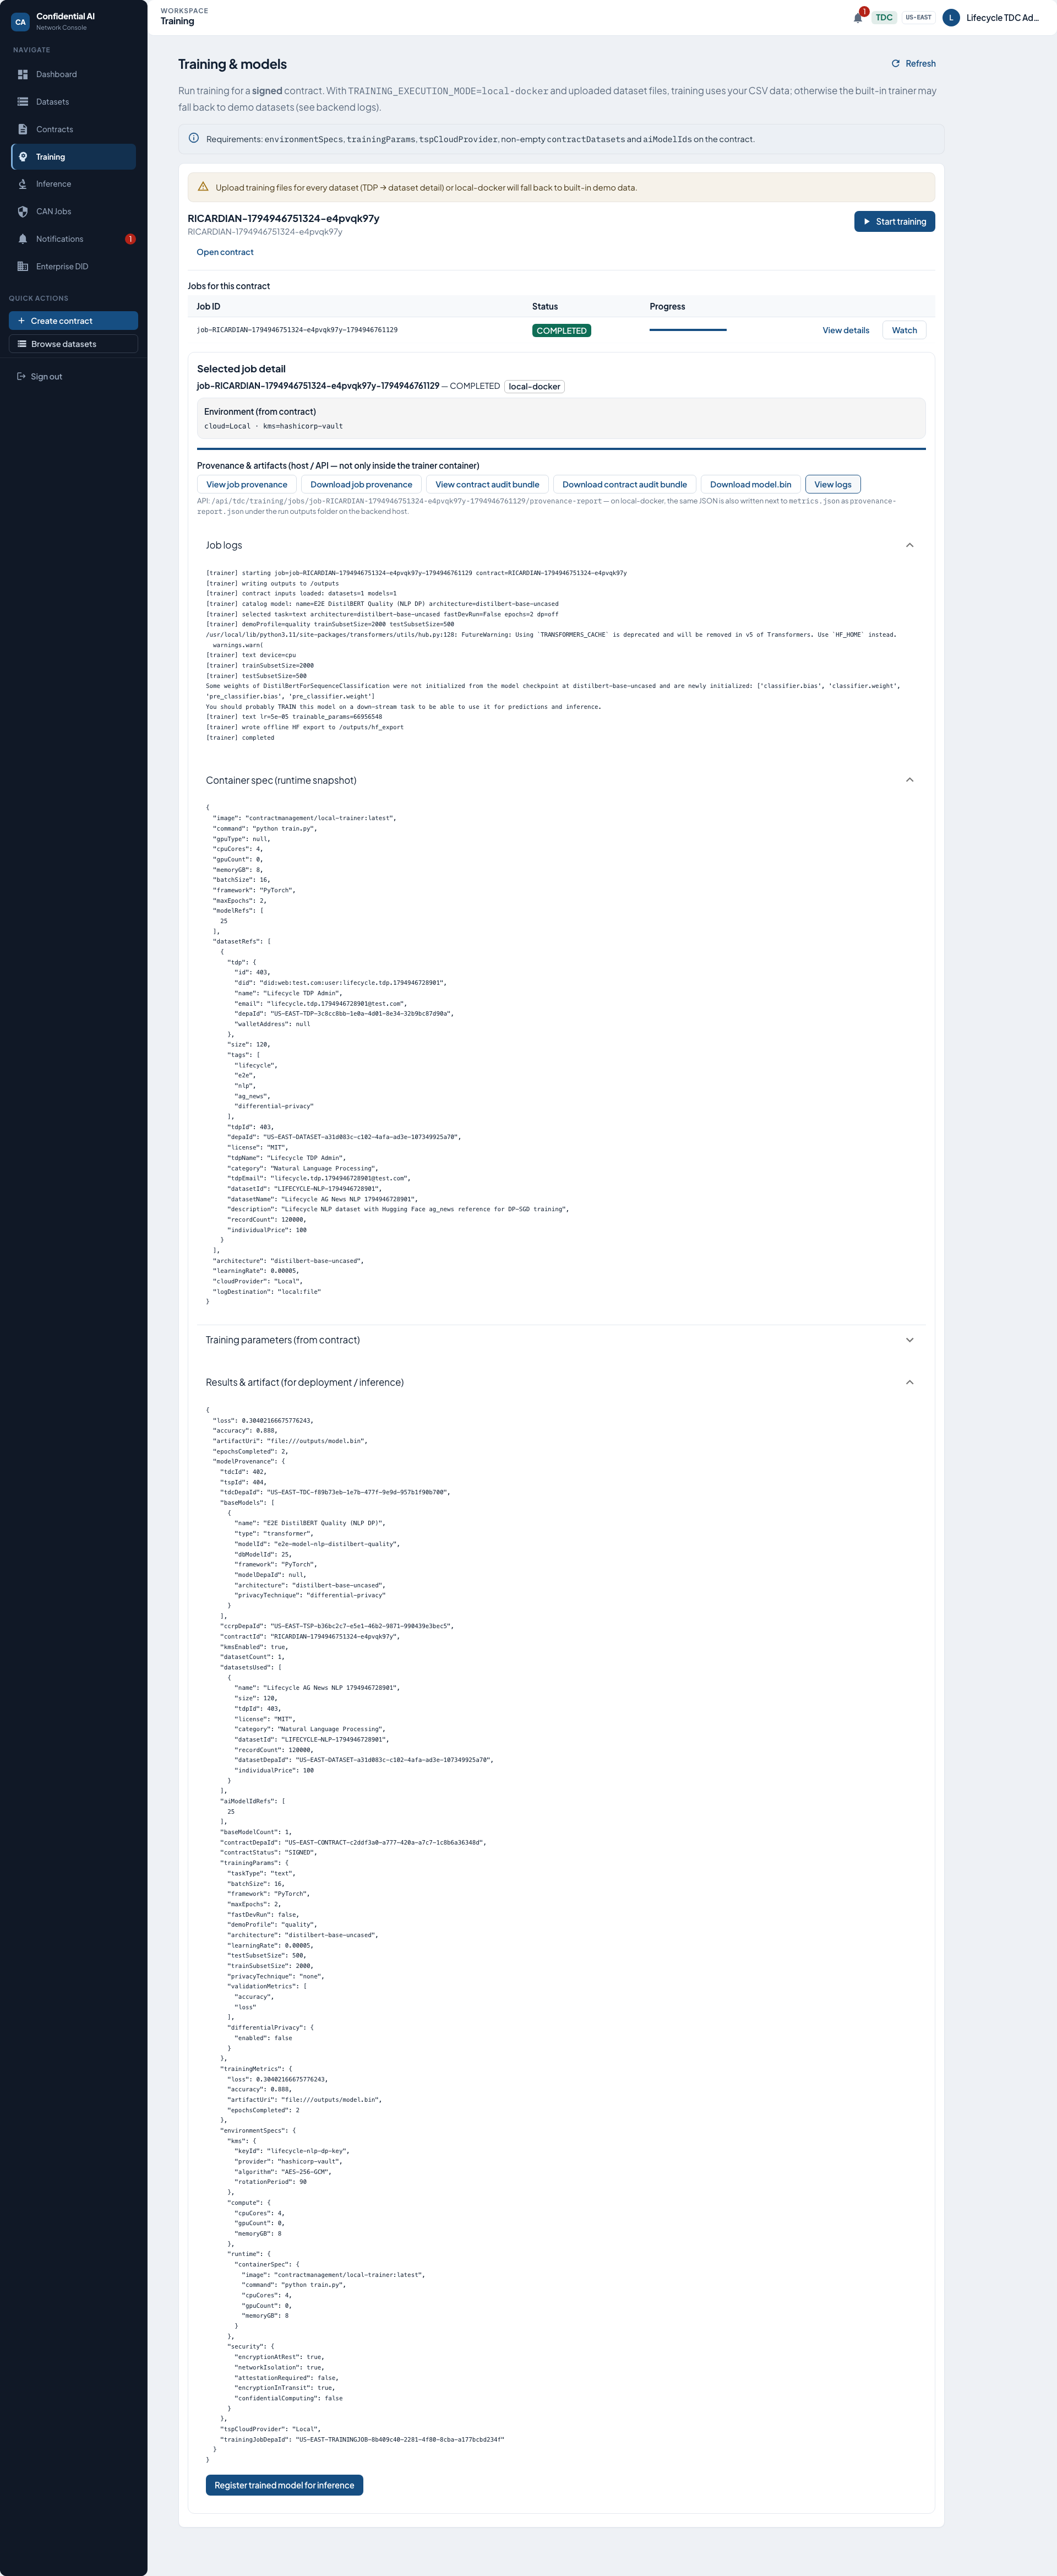 CA
Confidential AI
Network Console
NAVIGATE
Dashboard
Datasets
Contracts
Training
Inference
CAN Jobs
Notifications 1
Enterprise DID
QUICK ACTIONS
Create contract
Browse datasets
Sign out
WORKSPACE
Training
1 TDC US-EAST L Lifecycle TDC Ad...
Training & models
Refresh
Run training for a signed contract. With TRAINING_EXECUTION_MODE=local-docker and uploaded dataset files, training uses your CSV data; otherwise the built-in trainer may
fall back to demo datasets (see backend logs).
Requirements: environmentSpecs, trainingParams, tspCloudProvider, non-empty contractDatasets and aiModelIds on the contract.
Upload training files for every dataset (TDP → dataset detail) or local-docker will fall back to built-in demo data.
RICARDIAN-1794946751324-e4pvqk97y
RICARDIAN-1794946751324-e4pvqk97y
Start training
Open contract
Jobs for this contract
Job ID Status Progress
job-RICARDIAN-1794946751324-e4pvqk97y-1794946761129 COMPLETED View details Watch
Selected job detail
job-RICARDIAN-1794946751324-e4pvqk97y-1794946761129 — COMPLETED local-docker
Environment (from contract)
cloud=Local · kms=hashicorp-vault
Provenance & artifacts (host / API — not only inside the trainer container)
View job provenance Download job provenance View contract audit bundle Download contract audit bundle Download model.bin View logs
API: /api/tdc/training/jobs/job-RICARDIAN-1794946751324-e4pvqk97y-1794946761129/provenance-report — on local-docker, the same JSON is also written next to metrics.json as provenance-
report.json under the run outputs folder on the backend host.
Job logs
[trainer] starting job=job-RICARDIAN-1794946751324-e4pvqk97y-1794946761129 contract=RICARDIAN-1794946751324-e4pvqk97y
[trainer] writing outputs to /outputs
[trainer] contract inputs loaded: datasets=1 models=1
[trainer] catalog model: name=E2E DistilBERT Quality (NLP DP) architecture=distilbert-base-uncased
[trainer] selected task=text architecture=distilbert-base-uncased fastDevRun=False epochs=2 dp=off
[trainer] demoProfile=quality trainSubsetSize=2000 testSubsetSize=500
/usr/local/lib/python3.11/site-packages/transformers/utils/hub.py:128: FutureWarning: Using `TRANSFORMERS_CACHE` is deprecated and will be removed in v5 of Transformers. Use `HF_HOME` instead.
warnings.warn(
[trainer] text device=cpu
[trainer] trainSubsetSize=2000
[trainer] testSubsetSize=500
Some weights of DistilBertForSequenceClassification were not initialized from the model checkpoint at distilbert-base-uncased and are newly initialized: ['classifier.bias', 'classifier.weight',
'pre_classifier.bias', 'pre_classifier.weight']
You should probably TRAIN this model on a down-stream task to be able to use it for predictions and inference.
[trainer] text lr=5e-05 trainable_params=66956548
[trainer] wrote offline HF export to /outputs/hf_export
[trainer] completed
Container spec (runtime snapshot)
{
"image": "contractmanagement/local-trainer:latest",
"command": "python train.py",
"gpuType": null,
"cpuCores": 4,
"gpuCount": 0,
"memoryGB": 8,
"batchSize": 16,
"framework": "PyTorch",
"maxEpochs": 2,
"modelRefs": [
25
],
"datasetRefs": [
{
"tdp": {
"id": 403,
"did": "did:web:test.com:user:lifecycle.tdp.1794946728901",
"name": "Lifecycle TDP Admin",
"email": "lifecycle.tdp.1794946728901@test.com",
"depaId": "US-EAST-TDP-3c8cc8bb-1e0a-4d01-8e34-32b9bc87d90a",
"walletAddress": null
},
"size": 120,
"tags": [
"lifecycle",
"e2e",
"nlp",
"ag_news",
"differential-privacy"
],
"tdpId": 403,
"depaId": "US-EAST-DATASET-a31d083c-c102-4afa-ad3e-107349925a70",
"license": "MIT",
"tdpName": "Lifecycle TDP Admin",
"category": "Natural Language Processing",
"tdpEmail": "lifecycle.tdp.1794946728901@test.com",
"datasetId": "LIFECYCLE-NLP-1794946728901",
"datasetName": "Lifecycle AG News NLP 1794946728901",
"description": "Lifecycle NLP dataset with Hugging Face ag_news reference for DP-SGD training",
"recordCount": 120000,
"individualPrice": 100
}
],
"architecture": "distilbert-base-uncased",
"learningRate": 0.00005,
"cloudProvider": "Local",
"logDestination": "local:file"
}
Training parameters (from contract)
Results & artifact (for deployment / inference)
{
"loss": 0.30402166675776243,
"accuracy": 0.888,
"artifactUri": "file:///outputs/model.bin",
"epochsCompleted": 2,
"modelProvenance": {
"tdcId": 402,
"tspId": 404,
"tdcDepaId": "US-EAST-TDC-f89b73eb-1e7b-477f-9e9d-957b1f90b700",
"baseModels": [
{
"name": "E2E DistilBERT Quality (NLP DP)",
"type": "transformer",
"modelId": "e2e-model-nlp-distilbert-quality",
"dbModelId": 25,
"framework": "PyTorch",
"modelDepaId": null,
"architecture": "distilbert-base-uncased",
"privacyTechnique": "differential-privacy"
}
],
"ccrpDepaId": "US-EAST-TSP-b36bc2c7-e5e1-46b2-9871-990439e3bec5",
"contractId": "RICARDIAN-1794946751324-e4pvqk97y",
"kmsEnabled": true,
"datasetCount": 1,
"datasetsUsed": [
{
"name": "Lifecycle AG News NLP 1794946728901",
"size": 120,
"tdpId": 403,
"license": "MIT",
"category": "Natural Language Processing",
"datasetId": "LIFECYCLE-NLP-1794946728901",
"recordCount": 120000,
"datasetDepaId": "US-EAST-DATASET-a31d083c-c102-4afa-ad3e-107349925a70",
"individualPrice": 100
}
],
"aiModelIdRefs": [
25
],
"baseModelCount": 1,
"contractDepaId": "US-EAST-CONTRACT-c2ddf3a0-a777-420a-a7c7-1c8b6a36348d",
"contractStatus": "SIGNED",
"trainingParams": {
"taskType": "text",
"batchSize": 16,
"framework": "PyTorch",
"maxEpochs": 2,
"fastDevRun": false,
"demoProfile": "quality",
"architecture": "distilbert-base-uncased",
"learningRate": 0.00005,
"testSubsetSize": 500,
"trainSubsetSize": 2000,
"privacyTechnique": "none",
"validationMetrics": [
"accuracy",
"loss"
],
"differentialPrivacy": {
"enabled": false
}
},
"trainingMetrics": {
"loss": 0.30402166675776243,
"accuracy": 0.888,
"artifactUri": "file:///outputs/model.bin",
"epochsCompleted": 2
},
"environmentSpecs": {
"kms": {
"keyId": "lifecycle-nlp-dp-key",
"provider": "hashicorp-vault",
"algorithm": "AES-256-GCM",
"rotationPeriod": 90
},
"compute": {
"cpuCores": 4,
"gpuCount": 0,
"memoryGB": 8
},
"runtime": {
"containerSpec": {
"image": "contractmanagement/local-trainer:latest",
"command": "python train.py",
"cpuCores": 4,
"gpuCount": 0,
"memoryGB": 8
}
},
"security": {
"encryptionAtRest": true,
"networkIsolation": true,
"attestationRequired": false,
"encryptionInTransit": true,
"confidentialComputing": false
}
},
"tspCloudProvider": "Local",
"trainingJobDepaId": "US-EAST-TRAININGJOB-8b409c40-2281-4f80-8cba-a177bcbd234f"
}
}
Register trained model for inference